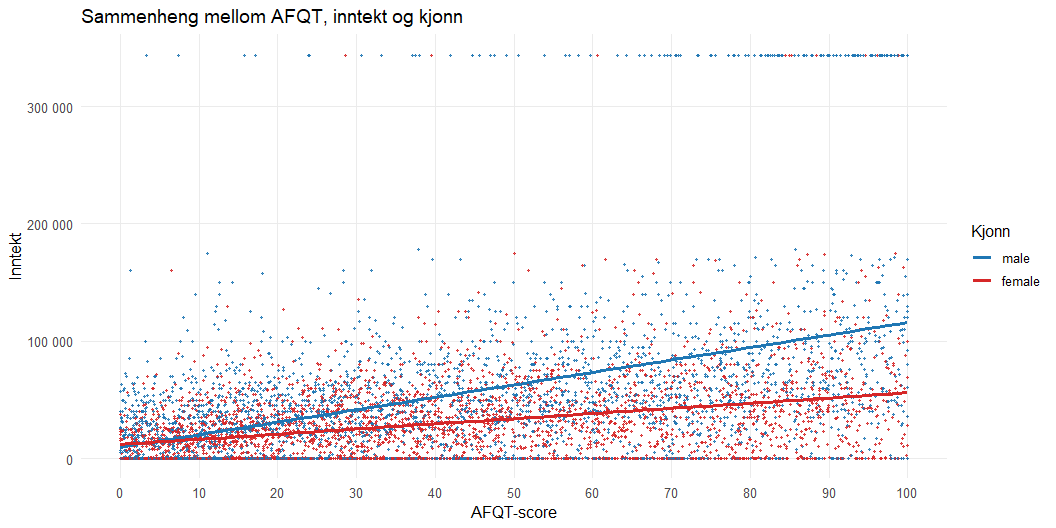 Sammenheng mellom AFQT, inntekt og kjonn
300 000
200 000
100 000
0
Inntekt
0 10 20 30 40 50 60 70 80 90 100
AFQT-score
Kjonn
male
female